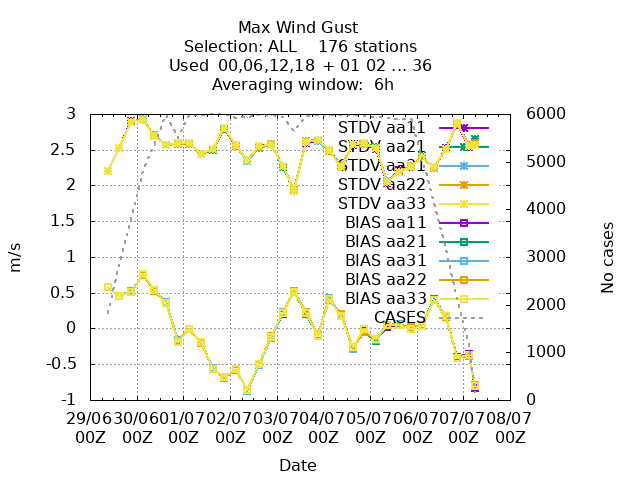 Max Wind Gust
Selection: ALL    176 stations
Used  00,06,12,18 + 01 02 ... 36
Averaging window:  6h
3
2.5
2
1.5
1
0.5
0
-0.5
-1
m/s
6000
5000
4000
3000
2000
1000
0
No cases
STDV aa11
STDV aa21
STDV aa31
STDV aa22
STDV aa33
BIAS aa11
BIAS aa21
BIAS aa31
BIAS aa22
BIAS aa33
CASES
29/06 30/06 01/07 02/07 03/07 04/07 05/07 06/07 07/07 08/07
00Z 00Z 00Z 00Z 00Z 00Z 00Z 00Z 00Z 00Z
Date